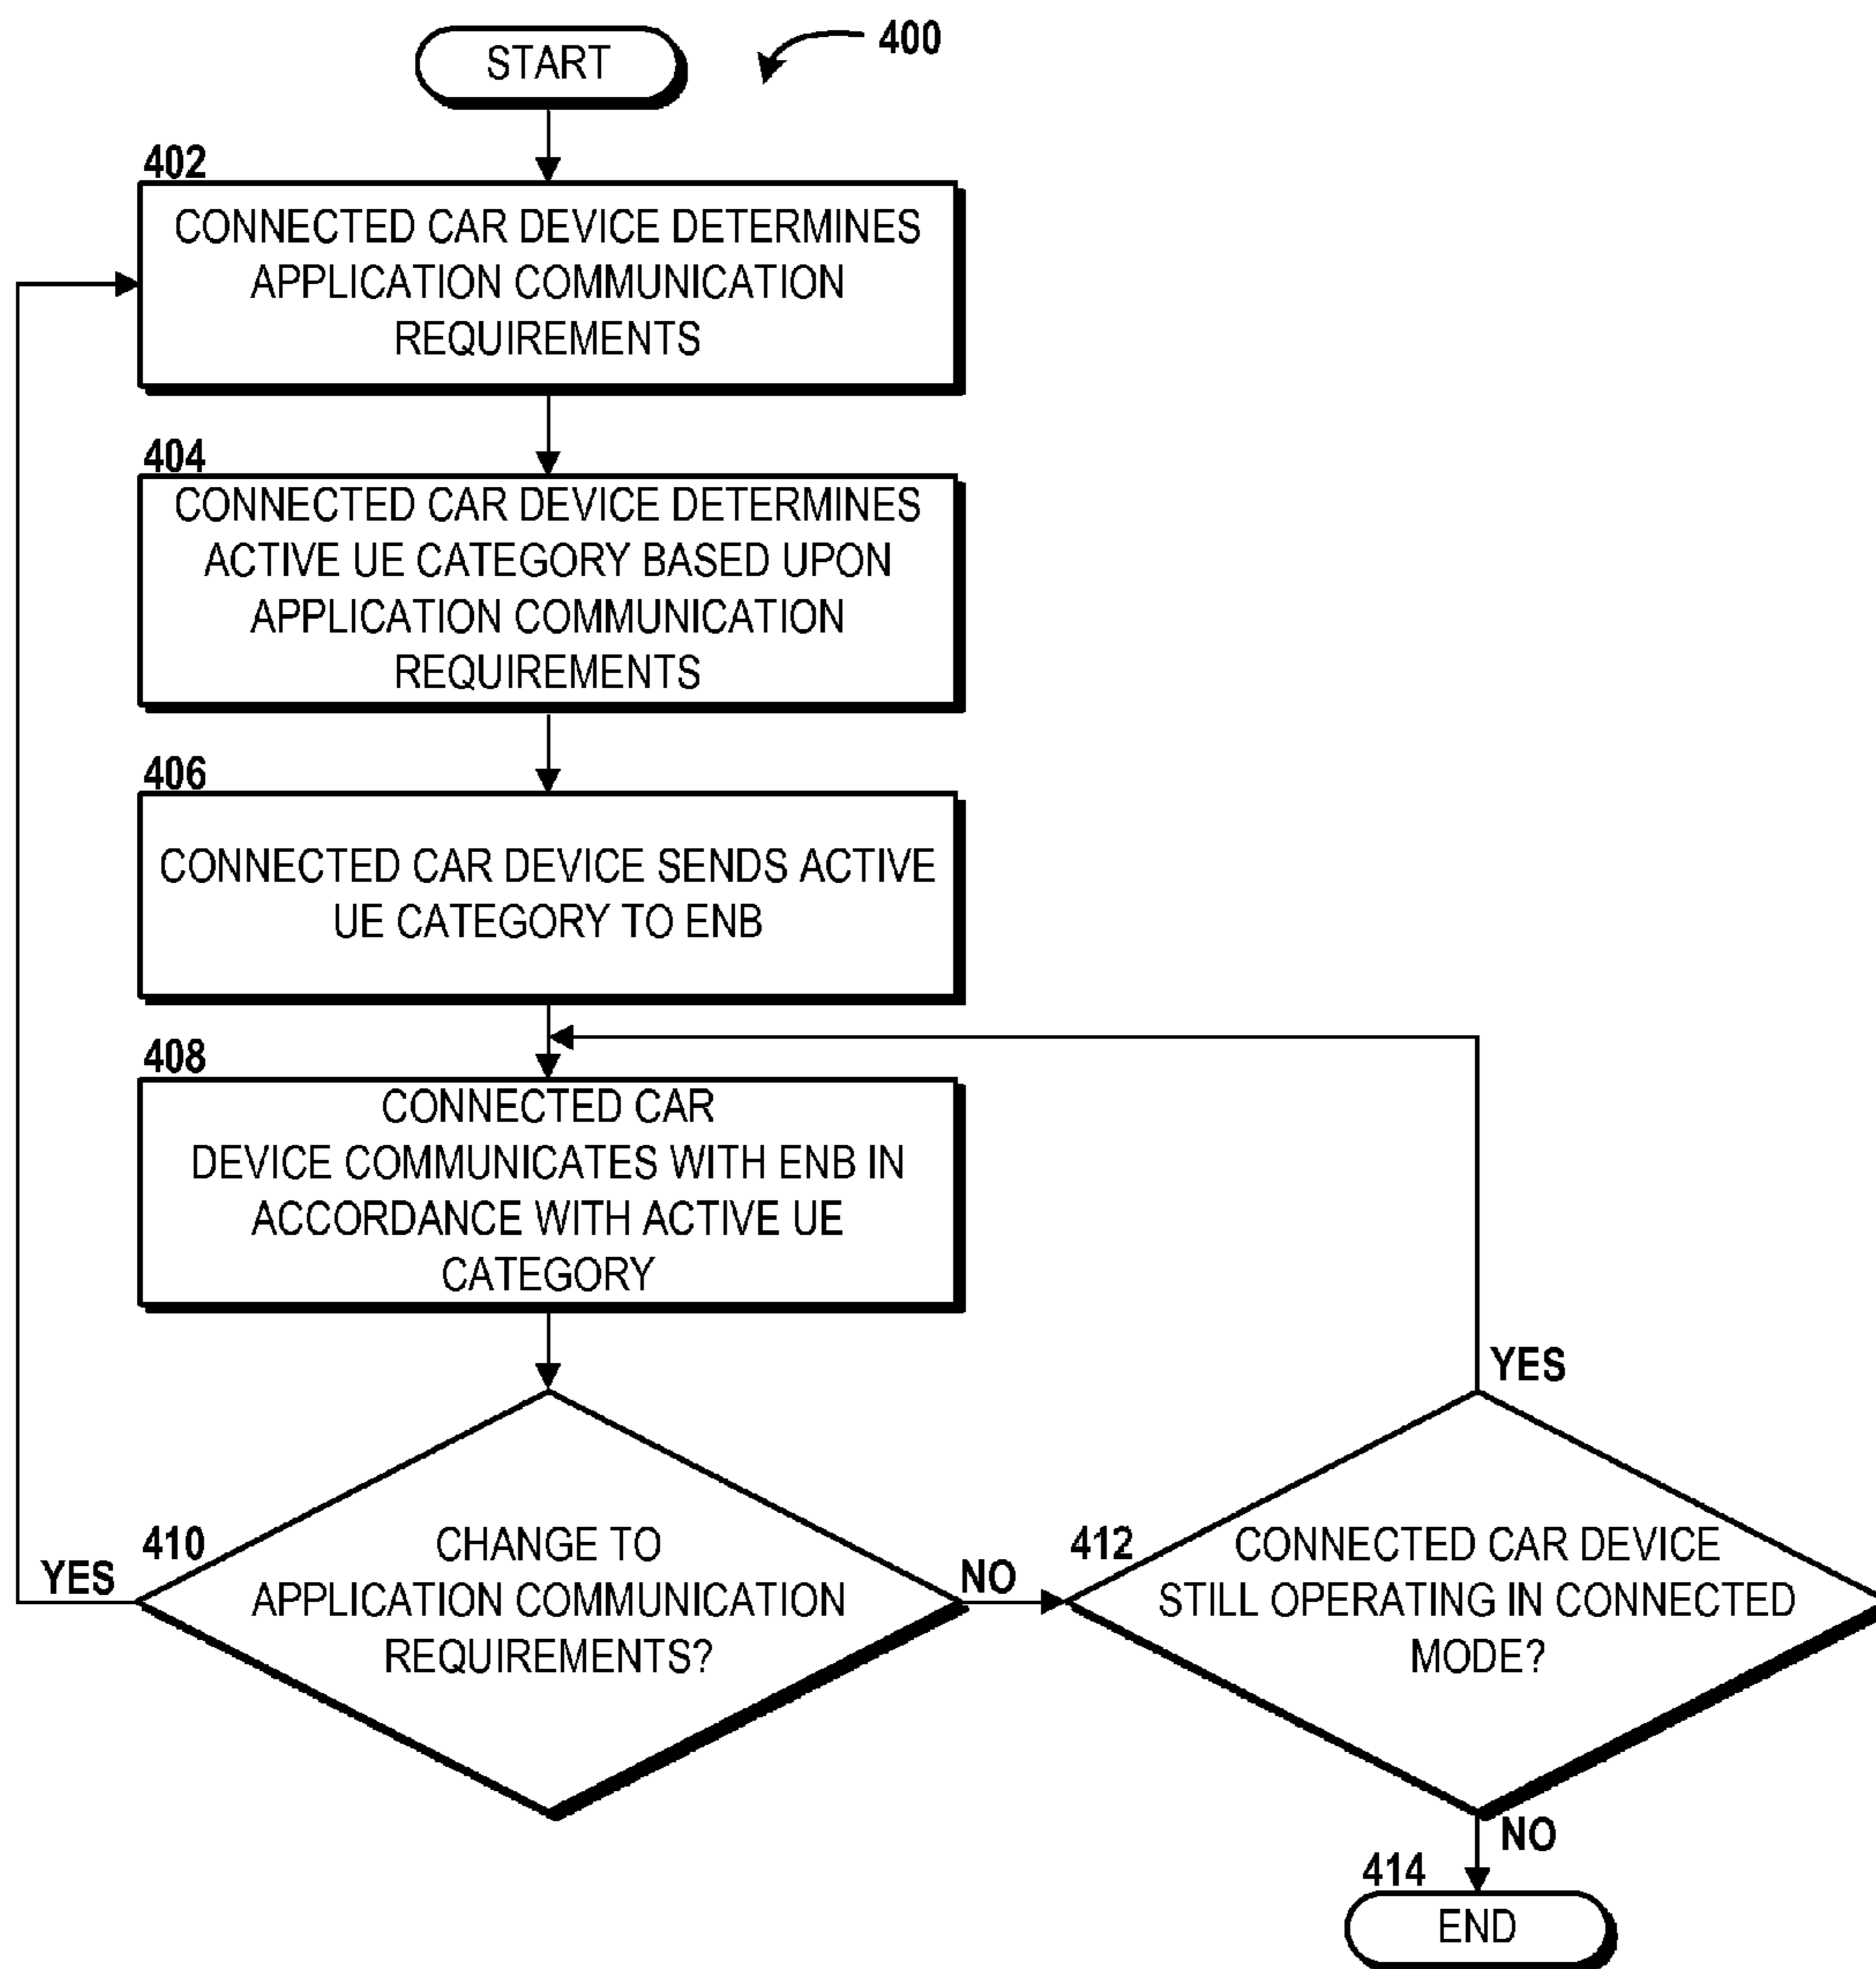 START
400
402
CONNECTED CAR DEVICE DETERMINES
APPLICATION COMMUNICATION
REQUIREMENTS
404
CONNECTED CAR DEVICE DETERMINES
ACTIVE UE CATEGORY BASED UPON
APPLICATION COMMUNICATION
REQUIREMENTS
406
CONNECTED CAR DEVICE SENDS ACTIVE
UE CATEGORY TO ENB
408
CONNECTED CAR
DEVICE COMMUNICATES WITH ENB IN
ACCORDANCE WITH ACTIVE UE
CATEGORY
410
CHANGE TO
APPLICATION COMMUNICATION
REQUIREMENTS?
YES
NO
412
CONNECTED CAR DEVICE
STILL OPERATING IN CONNECTED
MODE?
YES
NO
414
END